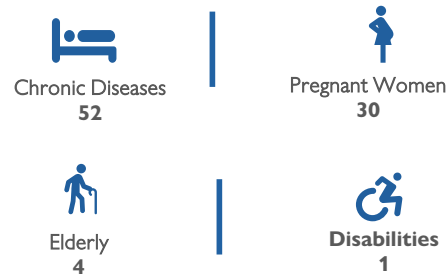 Chronic Diseases
52
Pregnant Women
30
Elderly
4
Disabilities
1